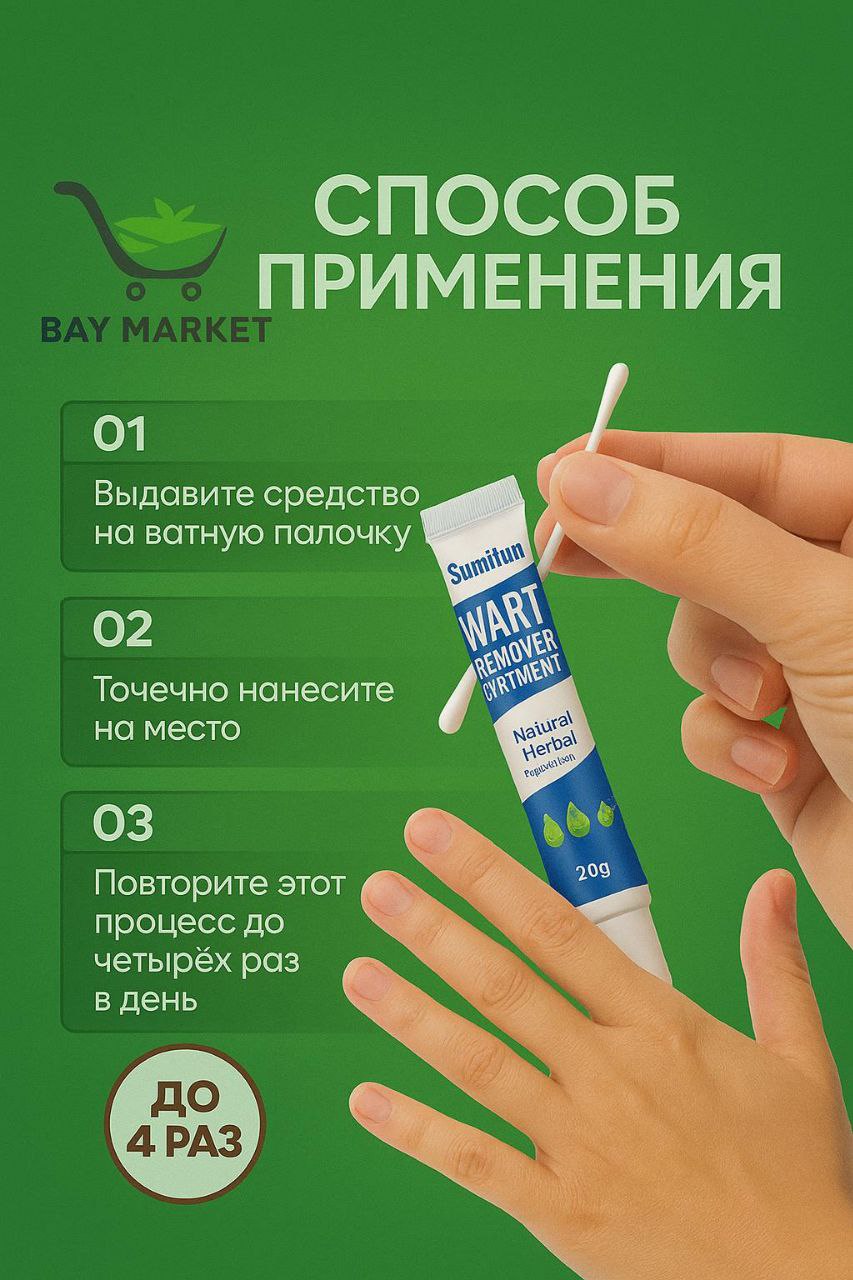 СПОСОБ
ПРИМЕНЕНИЯ
BAY MARKET
01
Выдавите средство
на ватную палочку
02
Точечно нанесите
на место
03
Повторите этот
процесс до
четырёх раз
в день
ДО
4 РАЗ
Sumifun
WART
REMOVER
CYRTMENT
Naiural
Herbal
20g